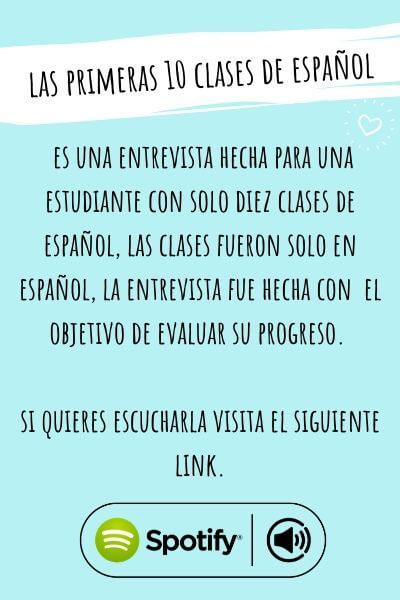 LAS PRIMERAS 10 CLASES DE ESPAÑOL
ES UNA ENTREVISTA HECHA PARA UNA
ESTUDIANTE CON SOLO DIEZ CLASES DE
ESPAÑOL, LAS CLASES FUERON SOLO EN
ESPAÑOL, LA ENTREVISTA FUE HECHA CON EL
OBJETIVO DE EVALUAR SU PROGRESO.
SI QUIERES ESCUCHARLA VISITA EL SIGUIENTE
LINK.
Spotify®